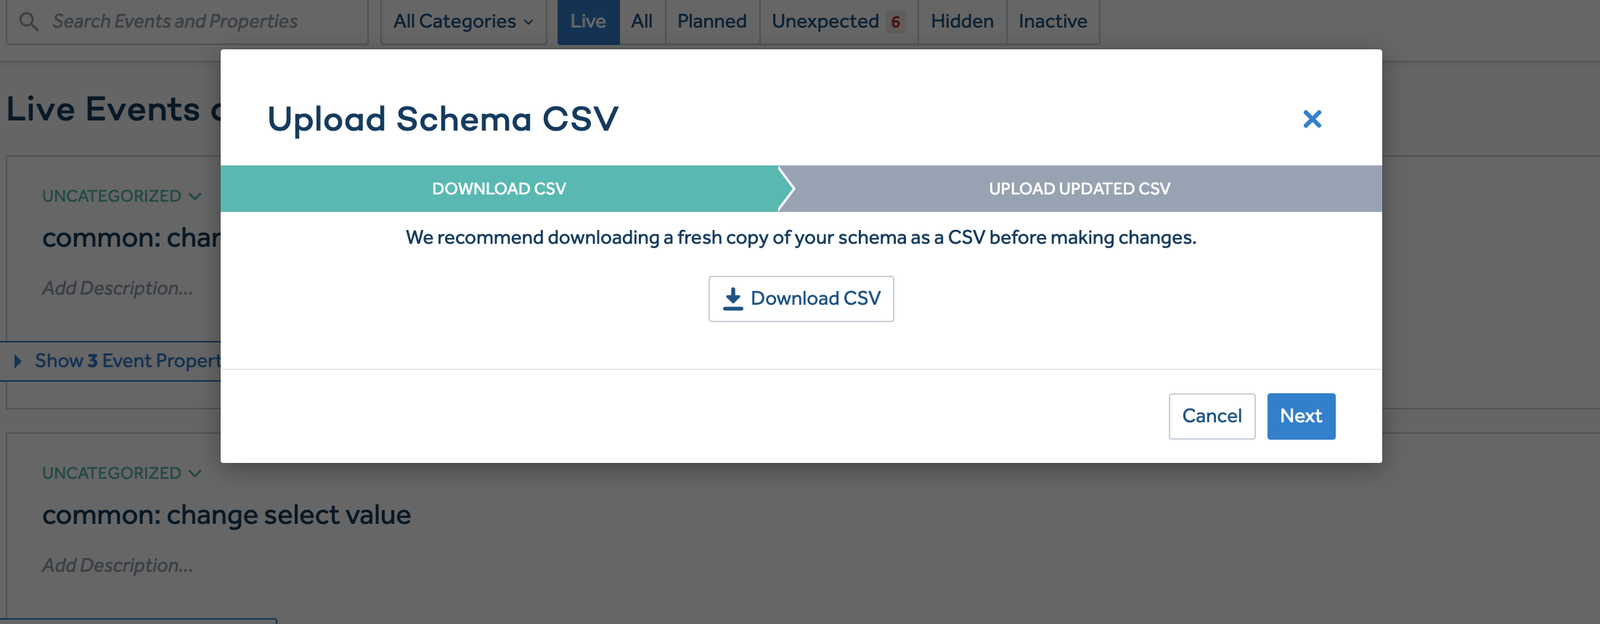 Search Events and Properties All Categories Live All Planned Unexpected 6 Hidden Inactive
Live Events
Upload Schema CSV
DOWNLOAD CSV UPLOAD UPDATED CSV
UNCATEGORIZED
We recommend downloading a fresh copy of your schema as a CSV before making changes.
common:
Add Description...
Download CSV
Show 3 Event
Cancel Next
UNCATEGORIZED
common: change select value
Add Description...